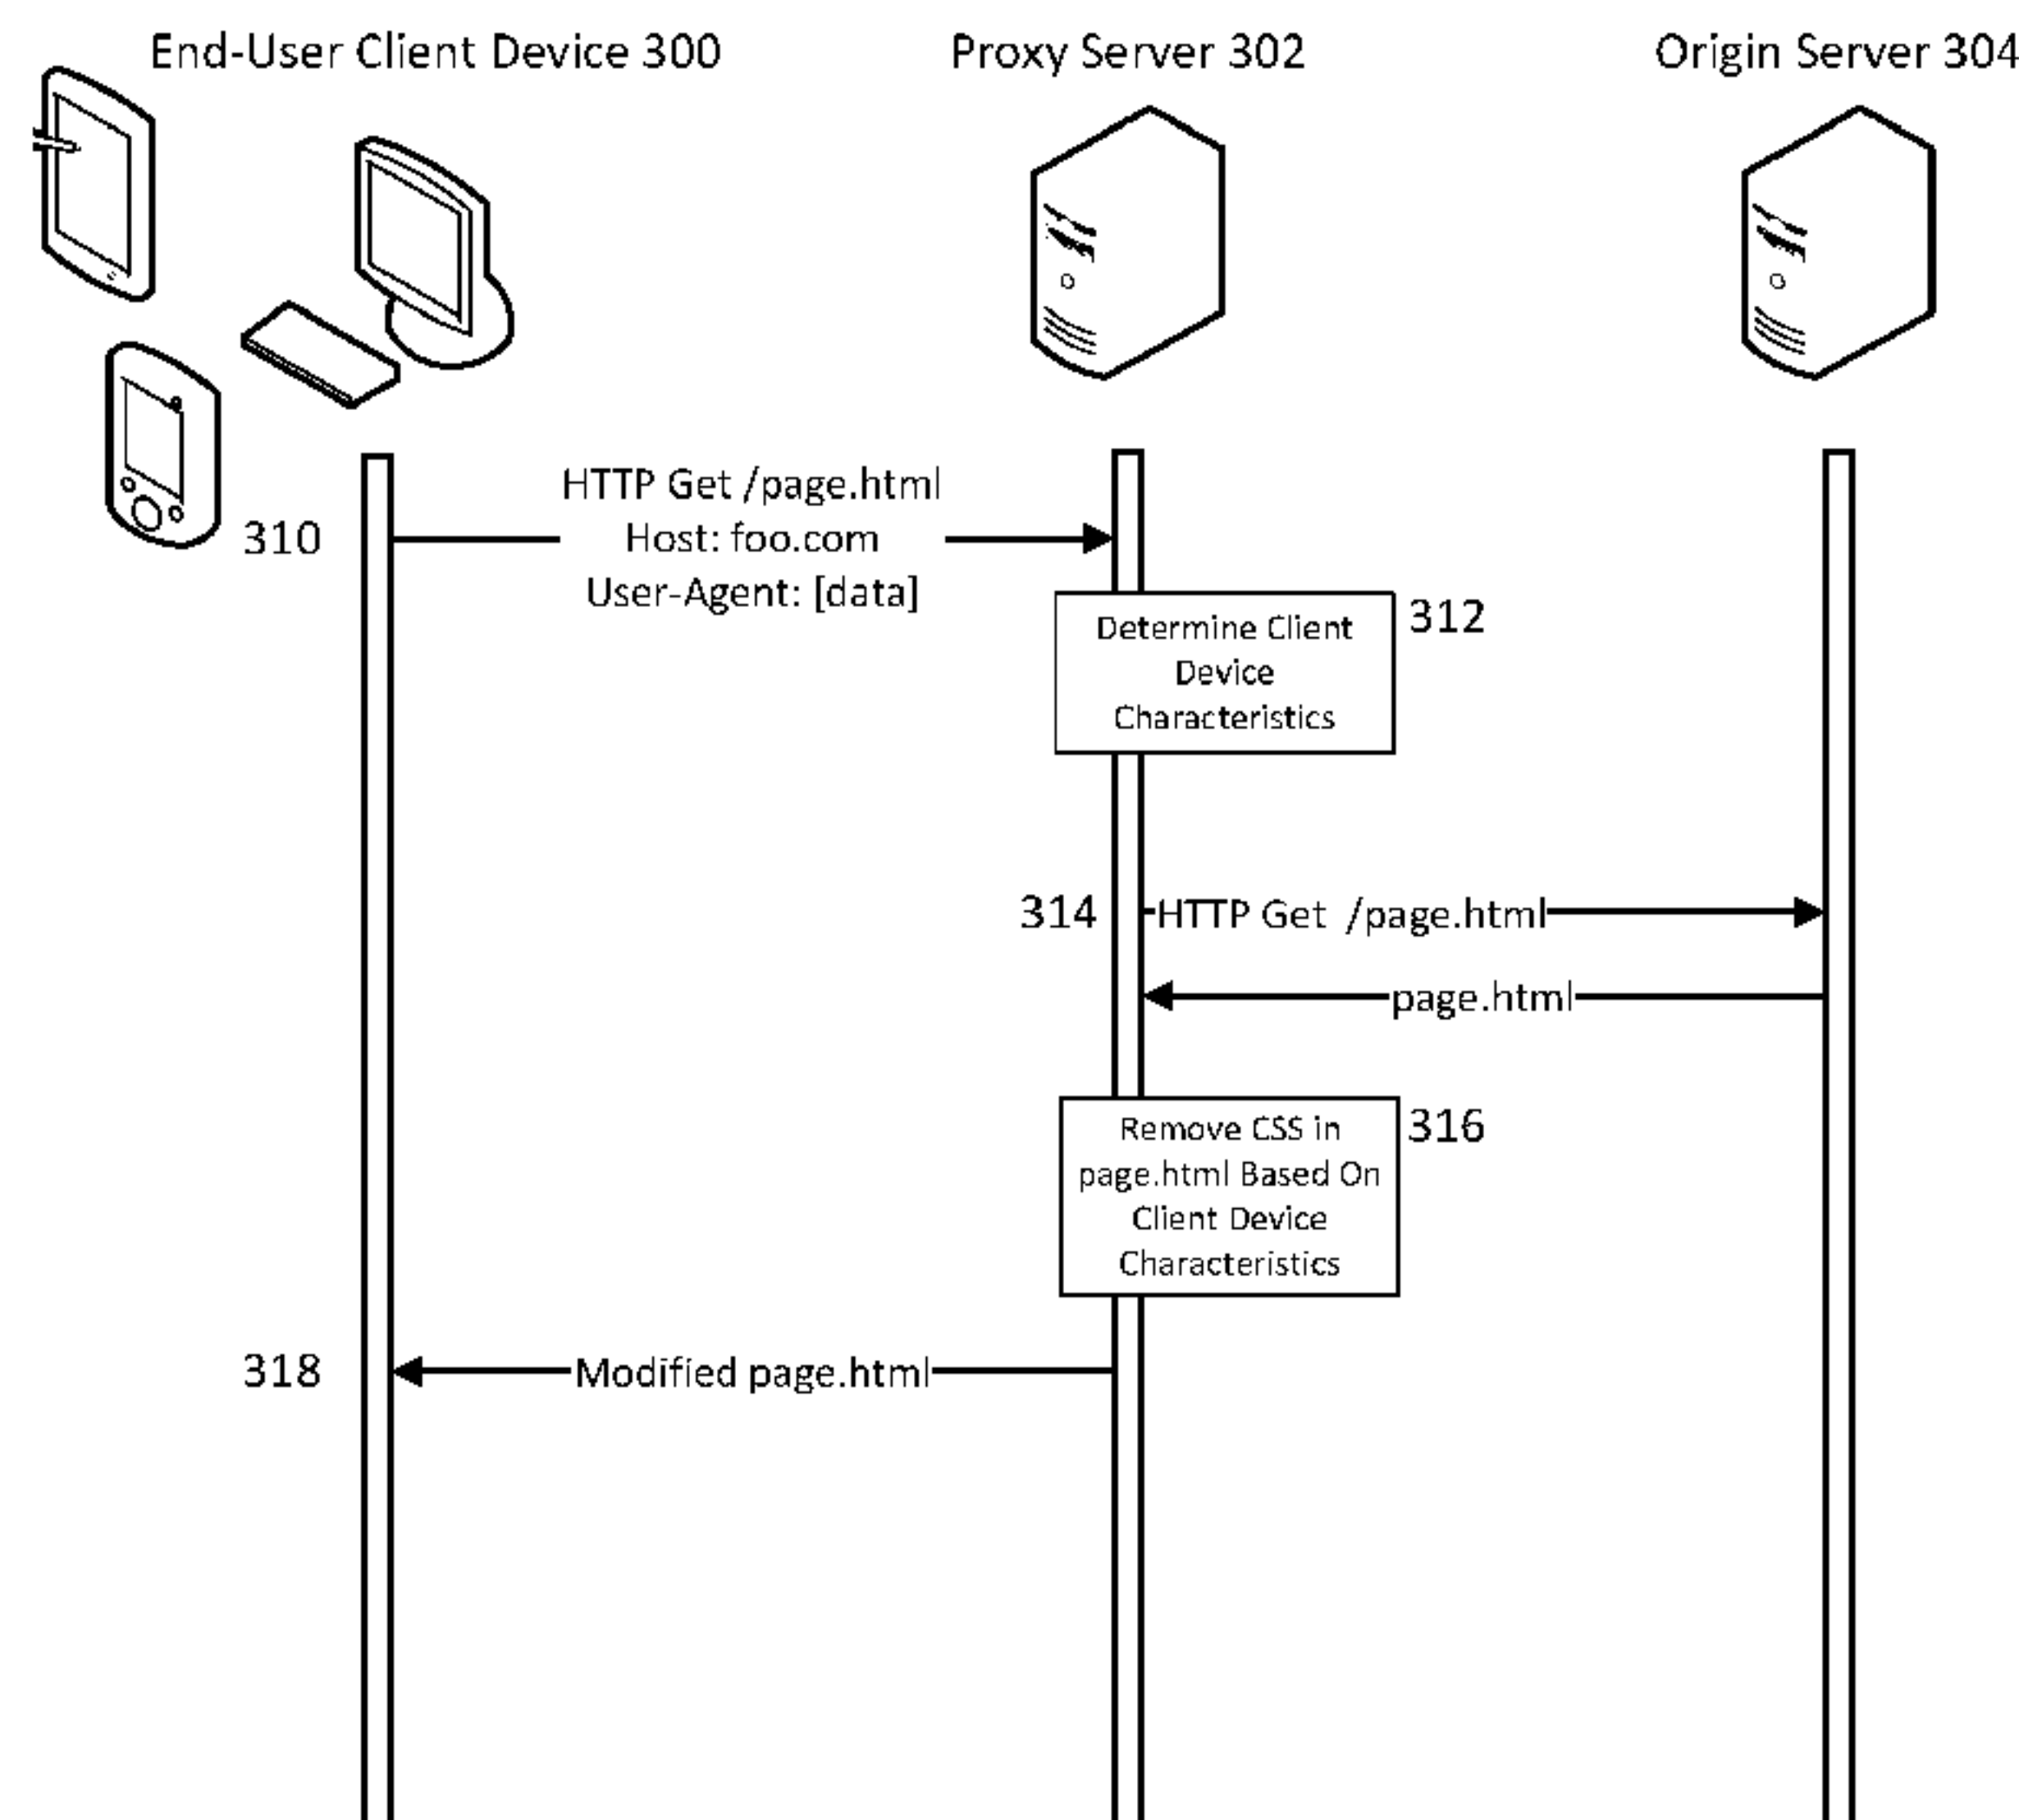 End-User Client Device 300
Proxy Server 302
Origin Server 304
HTTP Get /page.html
310
Host: foo.com
User-Agent: [data]
312
Determine Client
Device
Characteristics
314
HTTP Get /page.html
page.html
316
Remove CSS in
page.html Based On
Client Device
Characteristics
318
Modified page.html